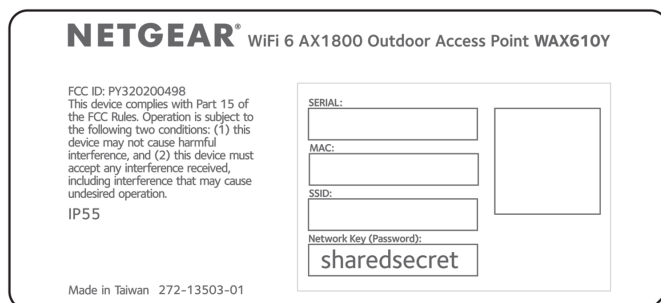 NETGEAR® WiFi 6 AX1800 Outdoor Access Point WAX610Y
FCC ID: PY320200498
This device complies with Part 15 of
the FCC Rules. Operation is subject to
the following two conditions: (1) this
device may not cause harmful
interference, and (2) this device must
accept any interference received,
including interference that may cause
undesired operation.
IP55
Made in Taiwan 272-13503-01
SERIAL:
MAC:
SSID:
Network Key (Password):
sharedsecret